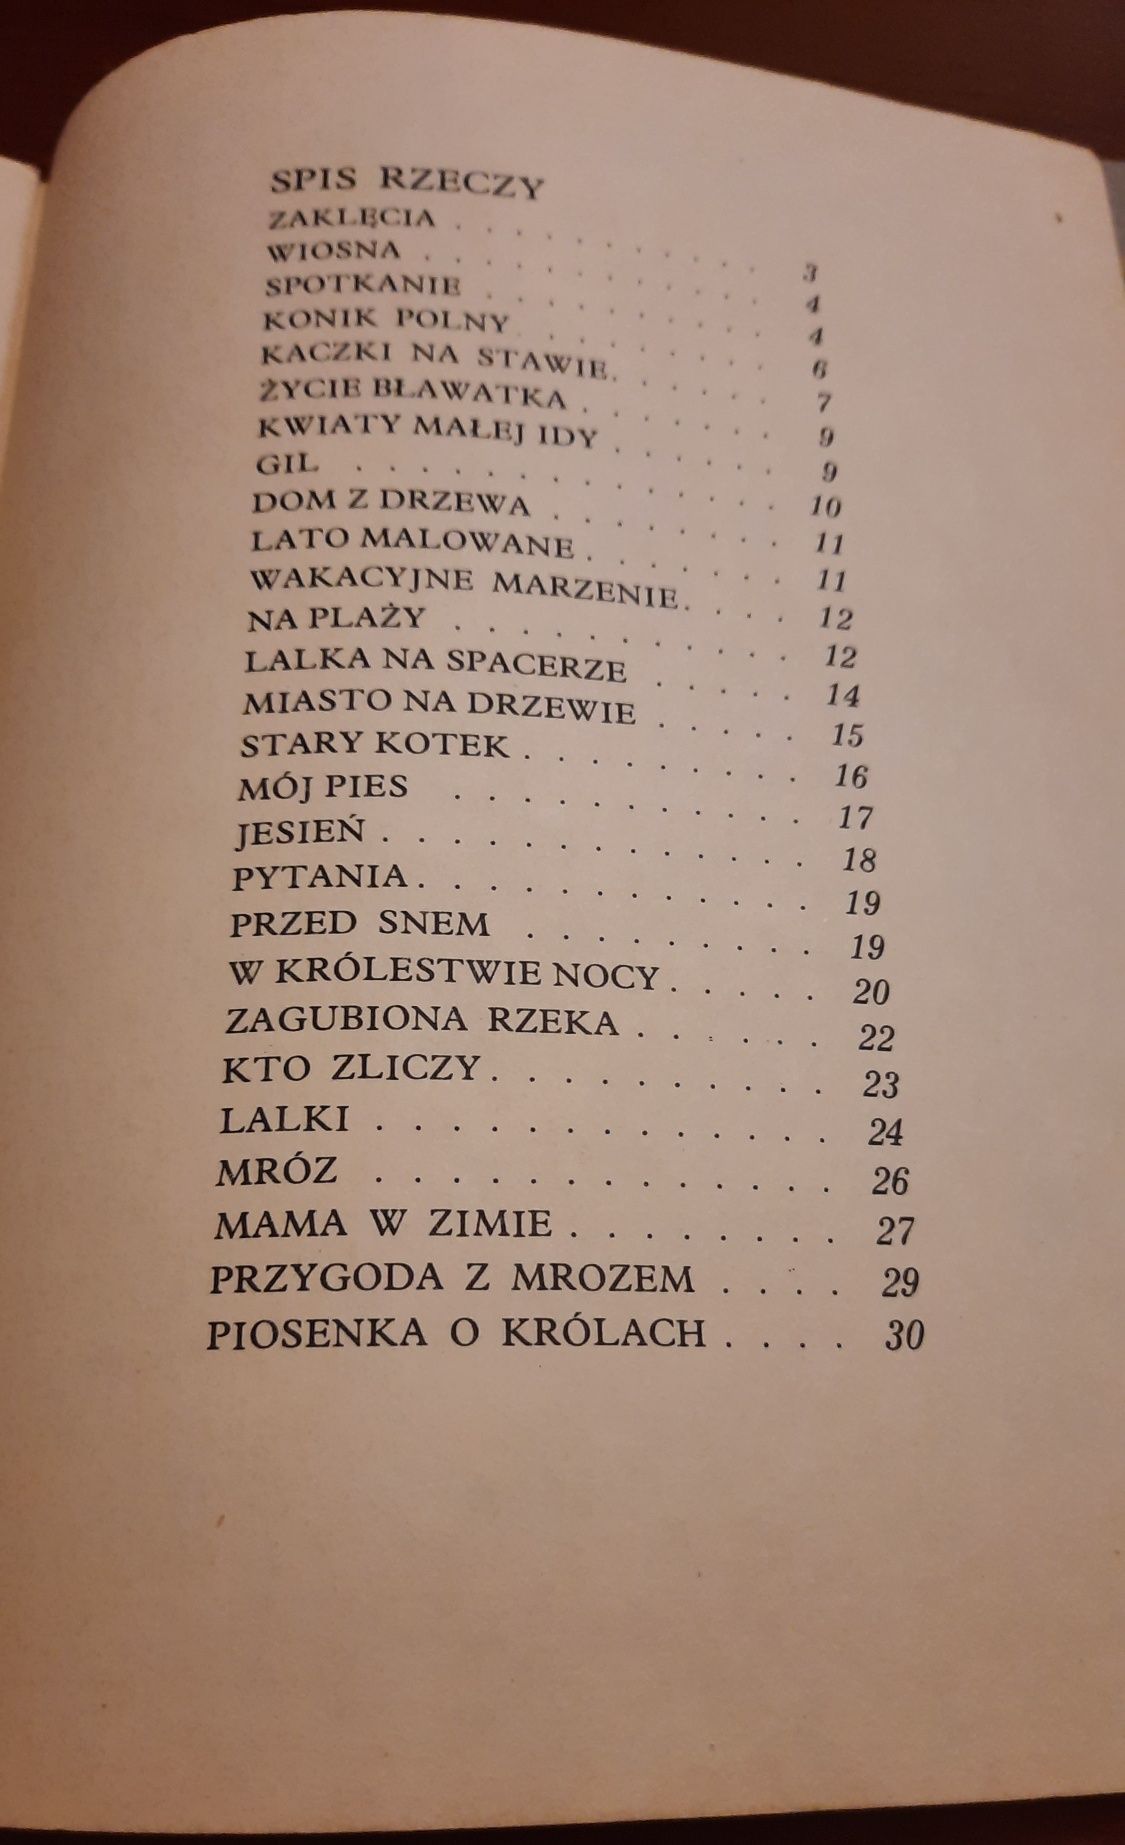 SPIS RZECZY
ZAKLĘCIA . . . . . . . . . . 3
WIOSNA . . . . . . . . . . . 4
SPOTKANIE . . . . . . . . . 4
KONIK POLNY . . . . . . . . 6
KACZKI NA STAWIE . . . . . . 7
ŻYCIE BŁAWATKA . . . . . . . 9
KWIATY MAŁEJ IDY . . . . . . 9
GIL . . . . . . . . . . . . . 10
DOM Z DRZEWA . . . . . . . . 11
LATO MALOWANE . . . . . . . 11
WAKACYJNE MARZENIE . . . . 12
NA PLAŻY . . . . . . . . . . . 12
LALKA NA SPACERZE . . . . . 14
MIASTO NA DRZEWIE . . . . . 15
STARY KOTEK . . . . . . . . . 16
MÓJ PIES . . . . . . . . . . . 17
JESIEŃ . . . . . . . . . . . . . 18
PYTANIA . . . . . . . . . . . . 19
PRZED SNEM . . . . . . . . . 19
W KRÓLESTWIE NOCY . . . . . 20
ZAGUBIONA RZEKA . . . . . . 22
KTO ZLICZY . . . . . . . . . . 23
LALKI . . . . . . . . . . . . . 24
MRÓZ . . . . . . . . . . . . . 26
MAMA W ZIMIE . . . . . . . . 27
PRZYGODA Z MROZEM . . . . 29
PIOSENKA O KRÓLACH . . . . 30